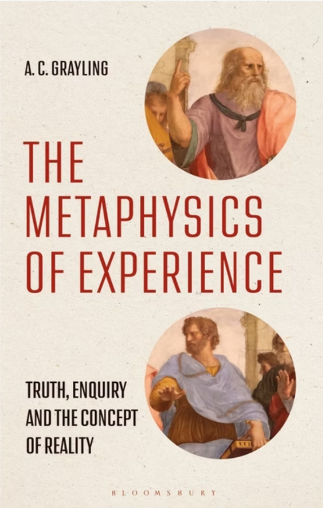 A. C. GRAYLING
THE
METAPHYSICS
OF EXPERIENCE
TRUTH, ENQUIRY
AND THE CONCEPT
OF REALITY
BLOOMSBURY